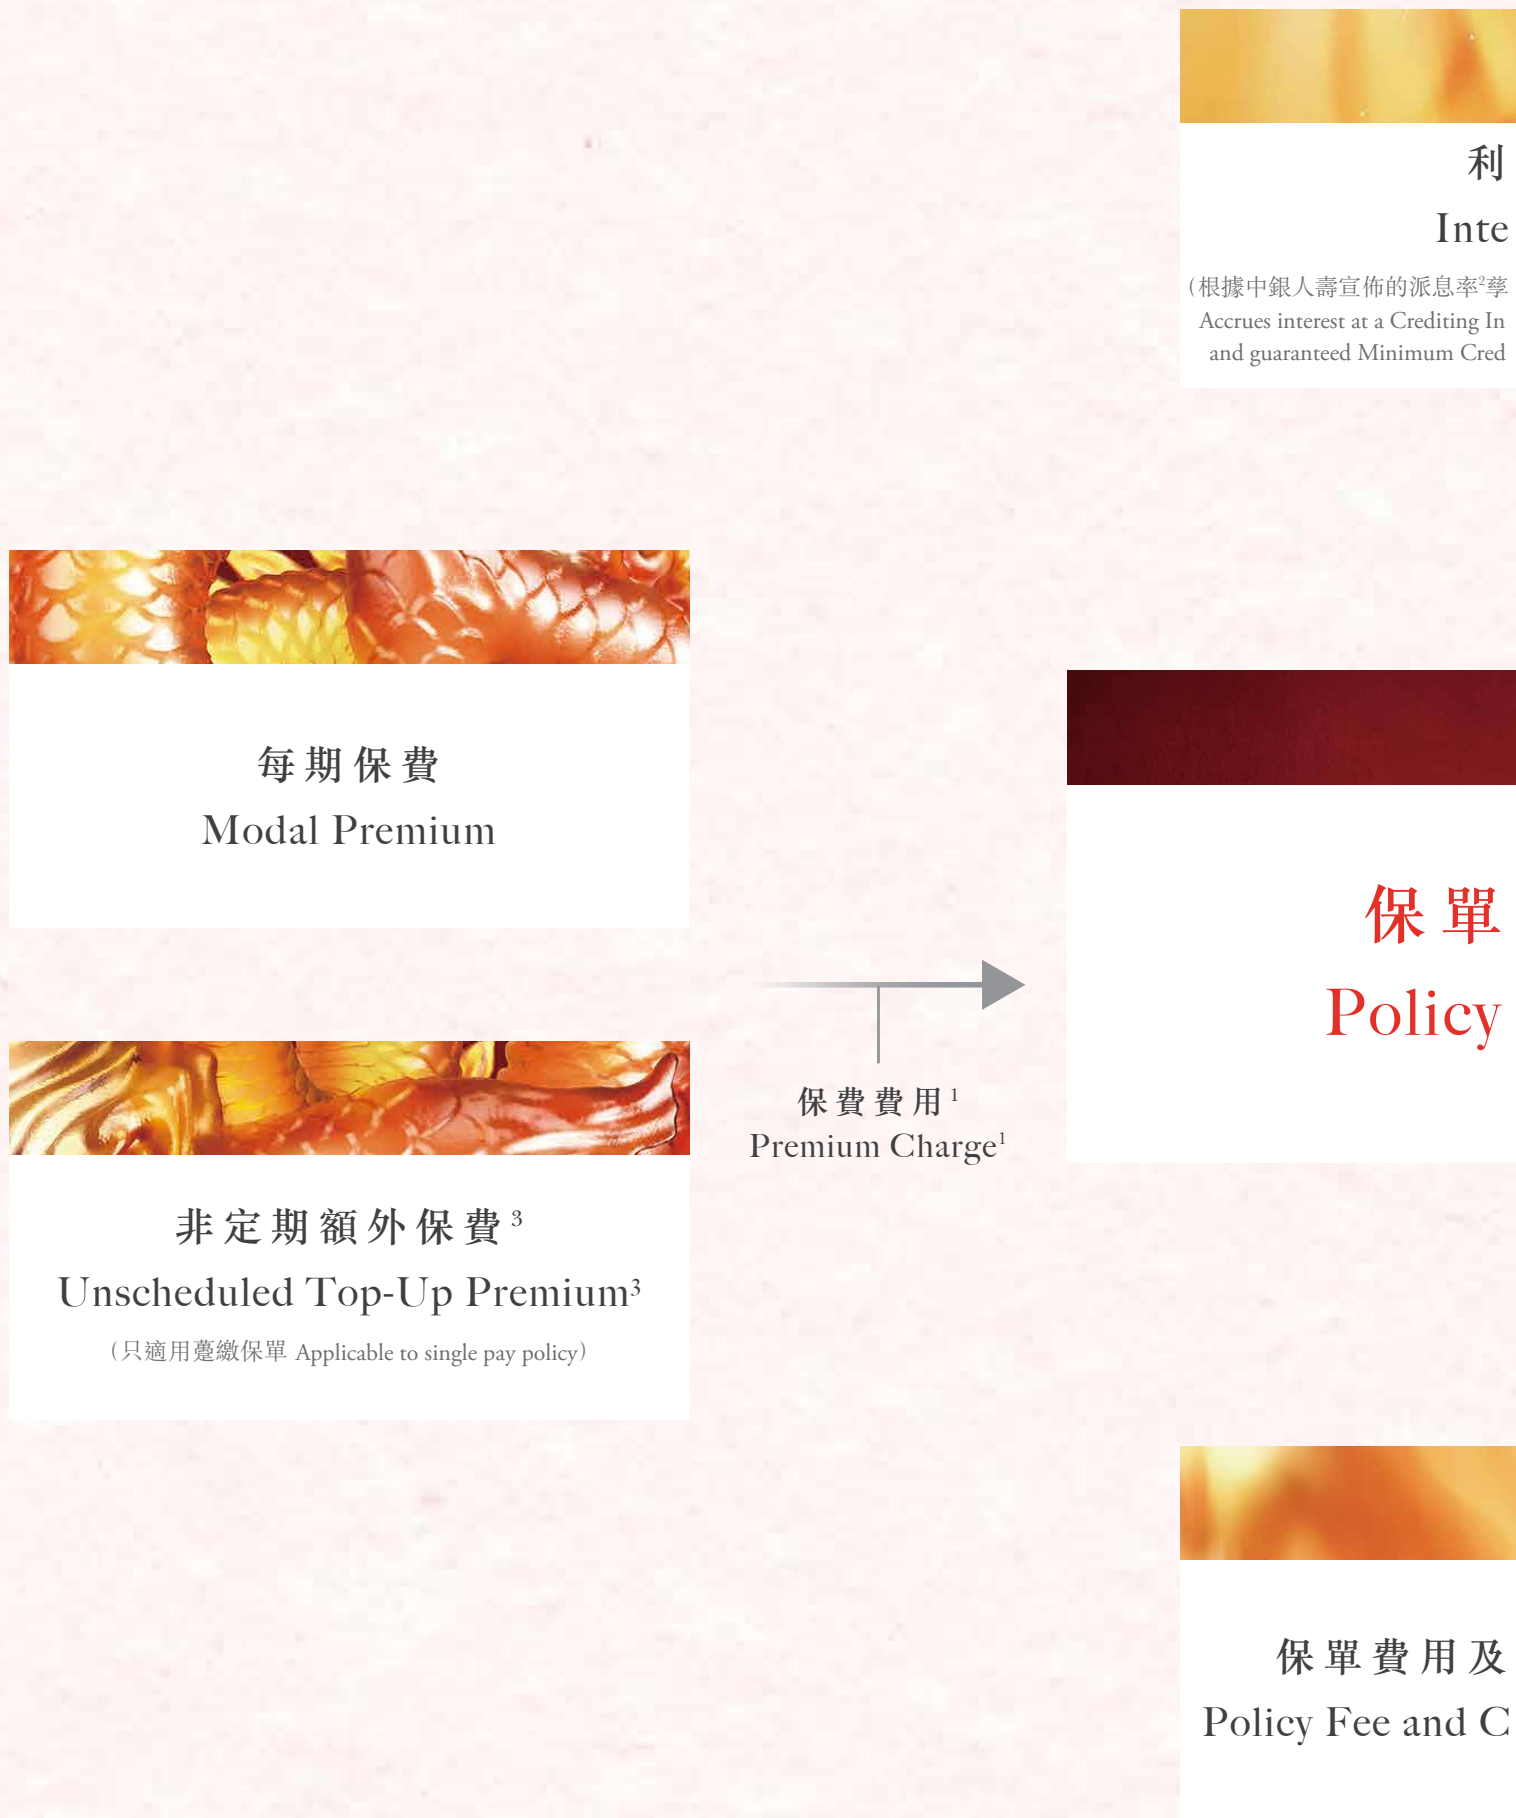 利
Inte
(根據中銀人壽宣佈的派息率²孳
Accrues interest at a Crediting In
and guaranteed Minimum Cred
每期保費
Modal Premium
保單
Policy
保費費用¹
Premium Charge¹
非定期額外保費³
Unscheduled Top-Up Premium³
(只適用躉繳保單 Applicable to single pay policy)
保單費用及
Policy Fee and C